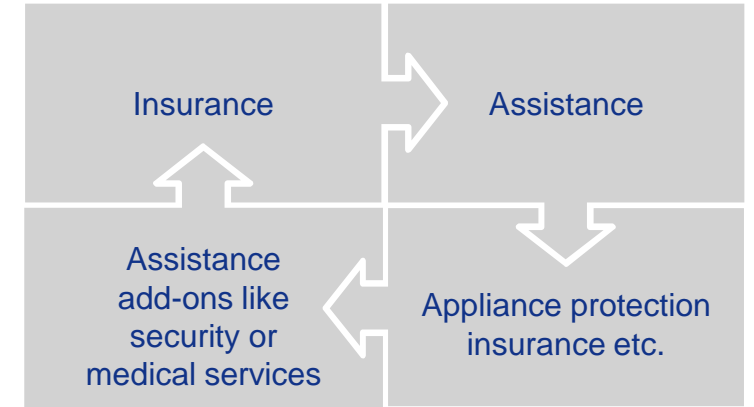 Insurance
Assistance
Assistance
add-ons like
security or
medical services
Appliance protection
insurance etc.